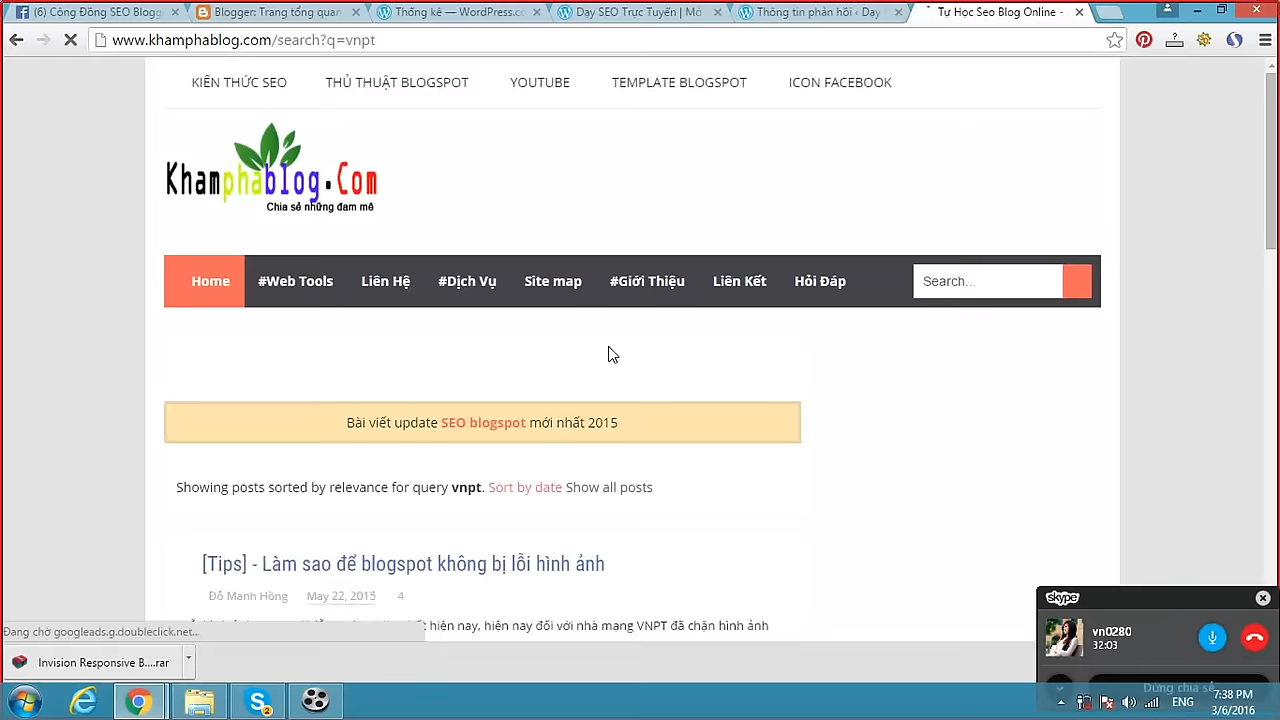 (6) Cộng Đồng SEO Blogg
Blogger: Trang tổng quan
Thống kê — WordPress.co
Dạy SEO Trực Tuyến | Mớ
Thông tin phản hồi ‹ Dạy
Tự Học Seo Blog Online -
www.khamphablog.com/search?q=vnpt
KIẾN THỨC SEO
THỦ THUẬT BLOGSPOT
YOUTUBE
TEMPLATE BLOGSPOT
ICON FACEBOOK
Khamphablog.Com
Chia sẻ những đam mê
Home
#Web Tools
Liên Hệ
#Dịch Vụ
Site map
#Giới Thiệu
Liên Kết
Hỏi Đáp
Search...
Bài viết update SEO blogspot mới nhất 2015
Showing posts sorted by relevance for query vnpt. Sort by date Show all posts
[Tips] - Làm sao để blogspot không bị lỗi hình ảnh
Đỗ Manh Hồng
May 22, 2015
4
hiện nay, hiện nay đối với nhà mạng VNPT đã chặn hình ảnh
Đang chờ googleads.g.doubleclick.net...
Invision Responsive B....rar
skype
vn0280
32:03
Dừng chia sẻ
2
ENG
7:38 PM
3/6/2016